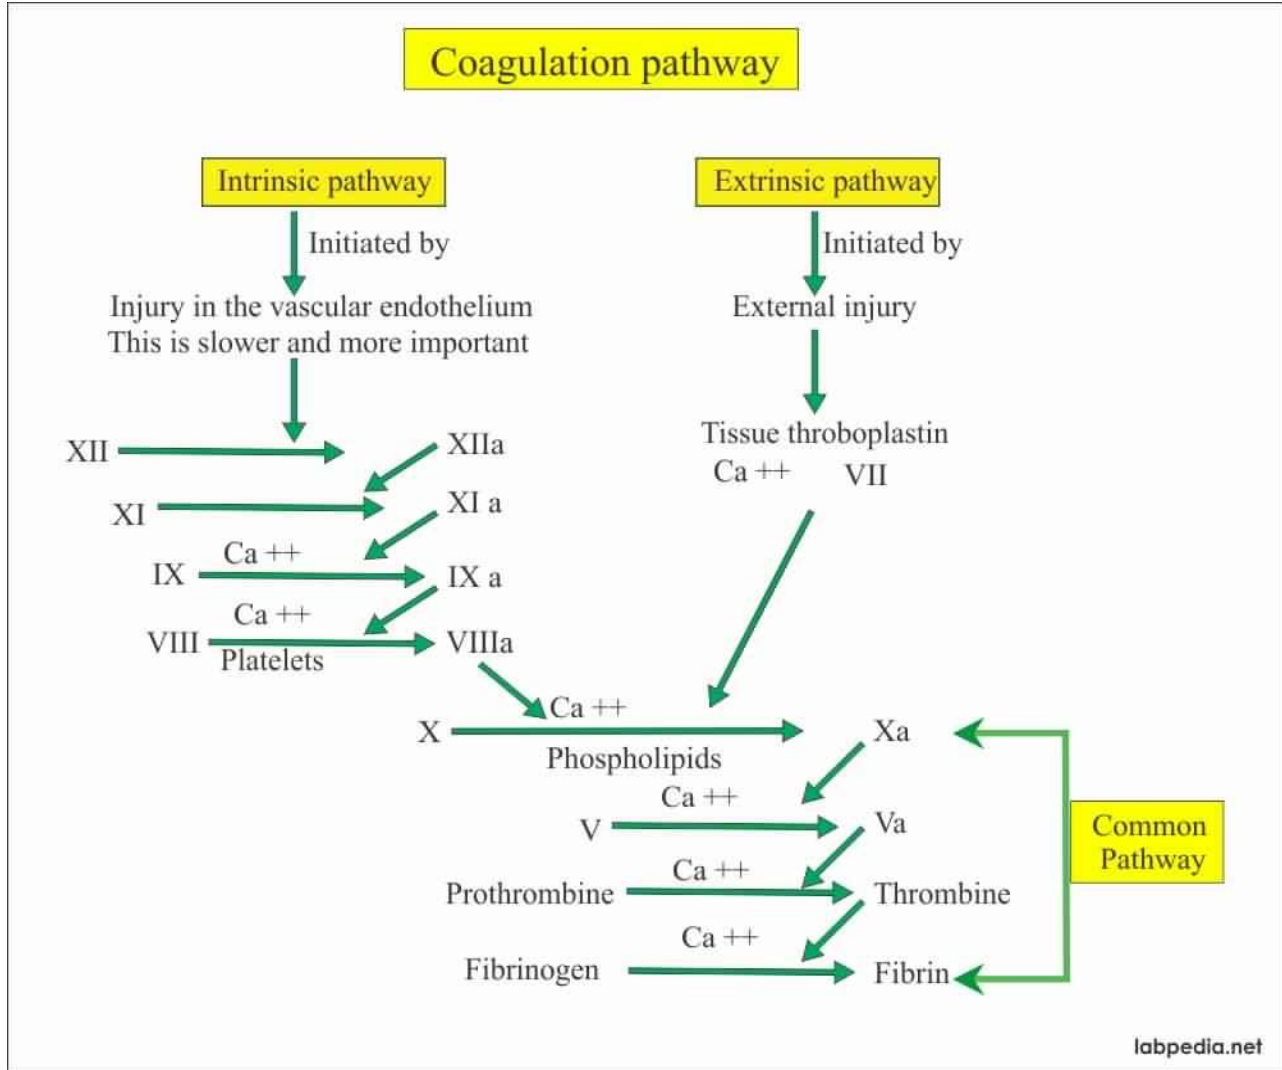 Coagulation pathway
Intrinsic pathway
Extrinsic pathway
Initiated by
Initiated by
Injury in the vascular endothelium
This is slower and more important
External injury
Tissue throboplastin
Ca ++ VII
XII XIIa
XI XI a
IX Ca ++ IX a
VIII Ca ++ VIIIa
Platelets
X Ca ++ Xa
Phospholipids
V Ca ++ Va
Prothrombine Ca ++ Thrombine
Fibrinogen Ca ++ Fibrin
Common
Pathway
labpedia.net